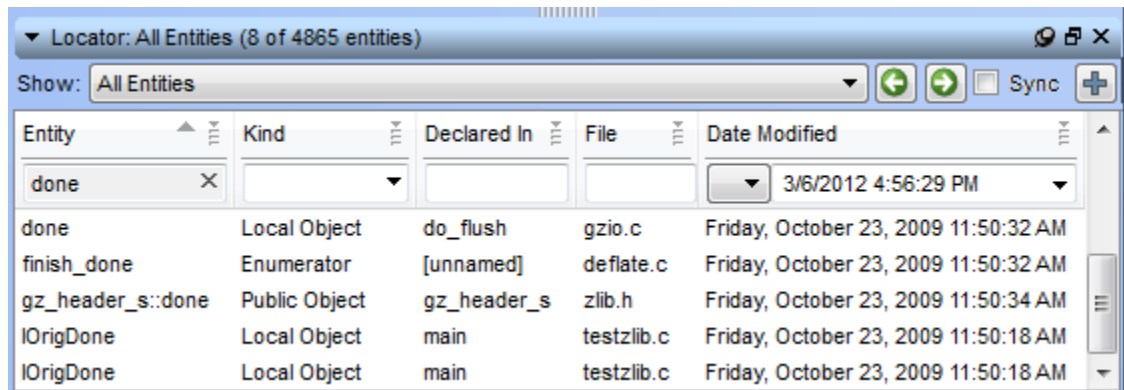 Locator: All Entities (8 of 4865 entities)
Show: All Entities Sync
Entity Kind Declared In File Date Modified
done 3/6/2012 4:56:29 PM
done Local Object do_flush gzio.c Friday, October 23, 2009 11:50:32 AM
finish_done Enumerator [unnamed] deflate.c Friday, October 23, 2009 11:50:32 AM
gz_header_s::done Public Object gz_header_s zlib.h Friday, October 23, 2009 11:50:34 AM
lOrigDone Local Object main testzlib.c Friday, October 23, 2009 11:50:18 AM
lOrigDone Local Object main testzlib.c Friday, October 23, 2009 11:50:18 AM